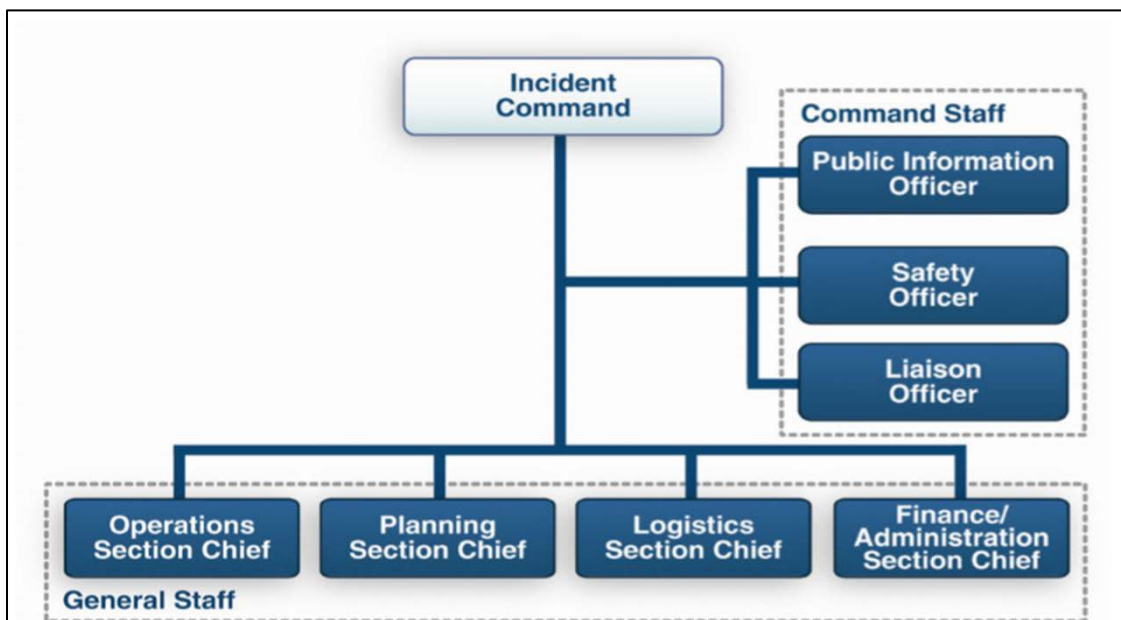 Incident
Command
Command Staff
Public Information
Officer
Safety
Officer
Liaison
Officer
Operations
Section Chief
Planning
Section Chief
Logistics
Section Chief
Finance/
Administration
Section Chief
General Staff